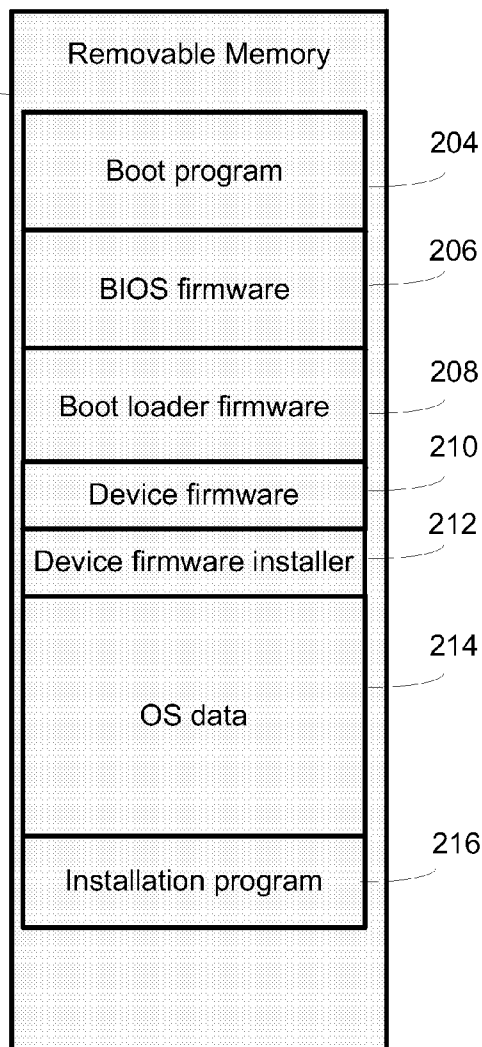 Removable Memory
Boot program
204
BIOS firmware
206
Boot loader firmware
208
Device firmware
210
Device firmware installer
212
OS data
214
Installation program
216